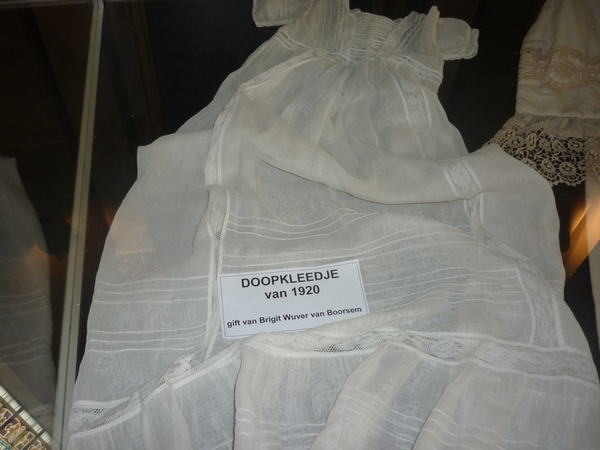 DOOPKLEEDJE
van 1920
gift van Brigit Wuver van Boorsem